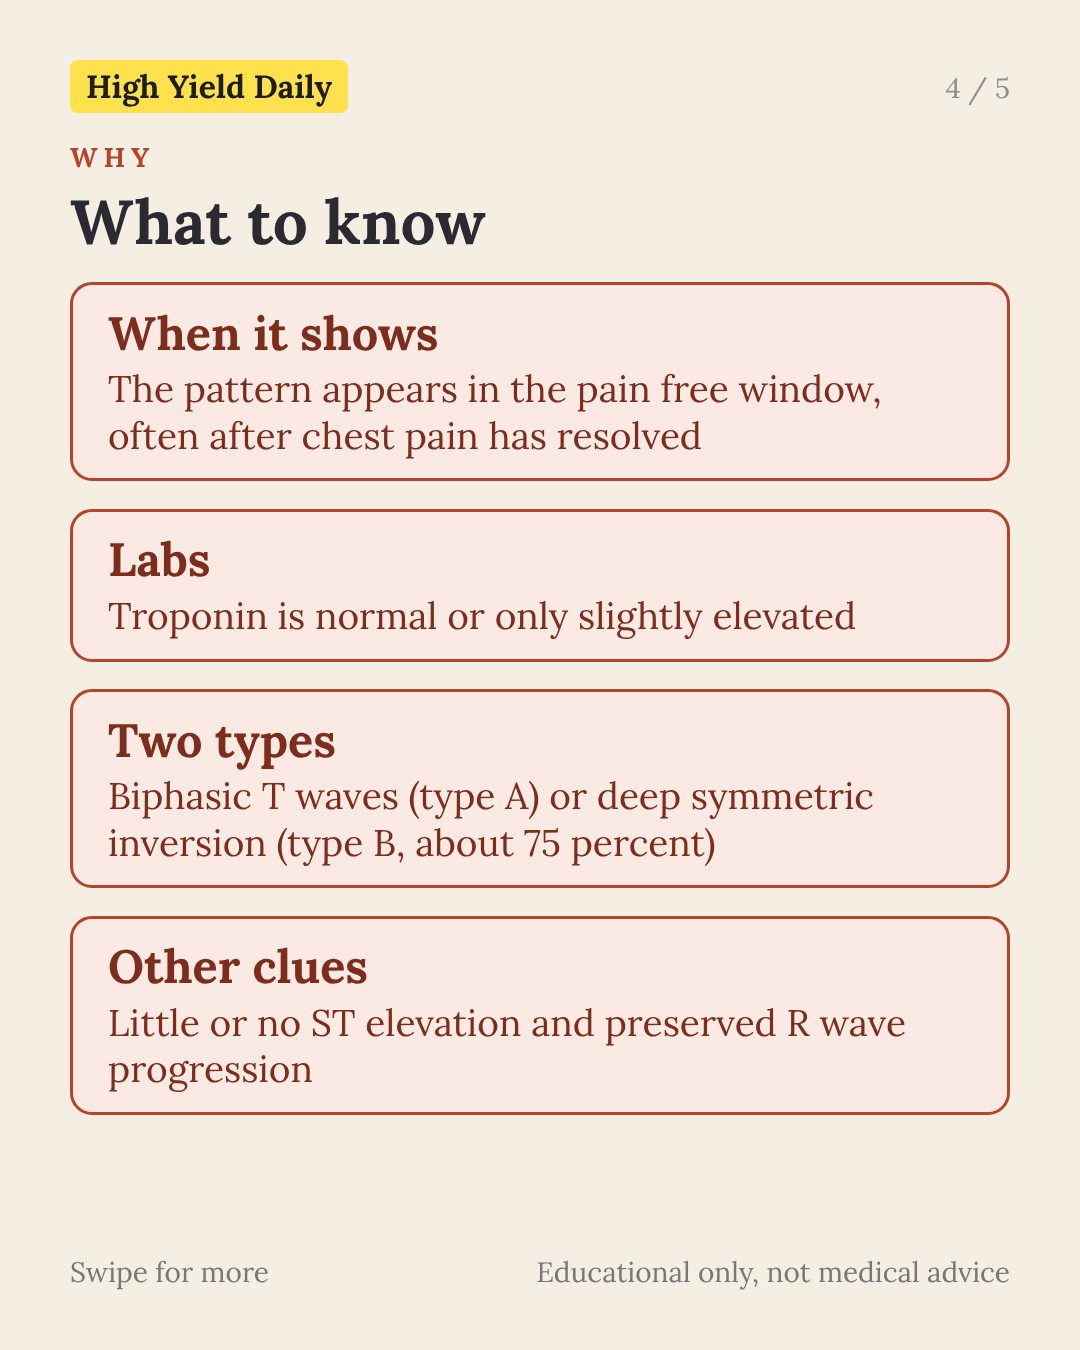 High Yield Daily
4 / 5
WHY
What to know
When it shows
The pattern appears in the pain free window,
often after chest pain has resolved
Labs
Troponin is normal or only slightly elevated
Two types
Biphasic T waves (type A) or deep symmetric
inversion (type B, about 75 percent)
Other clues
Little or no ST elevation and preserved R wave
progression
Swipe for more
Educational only, not medical advice